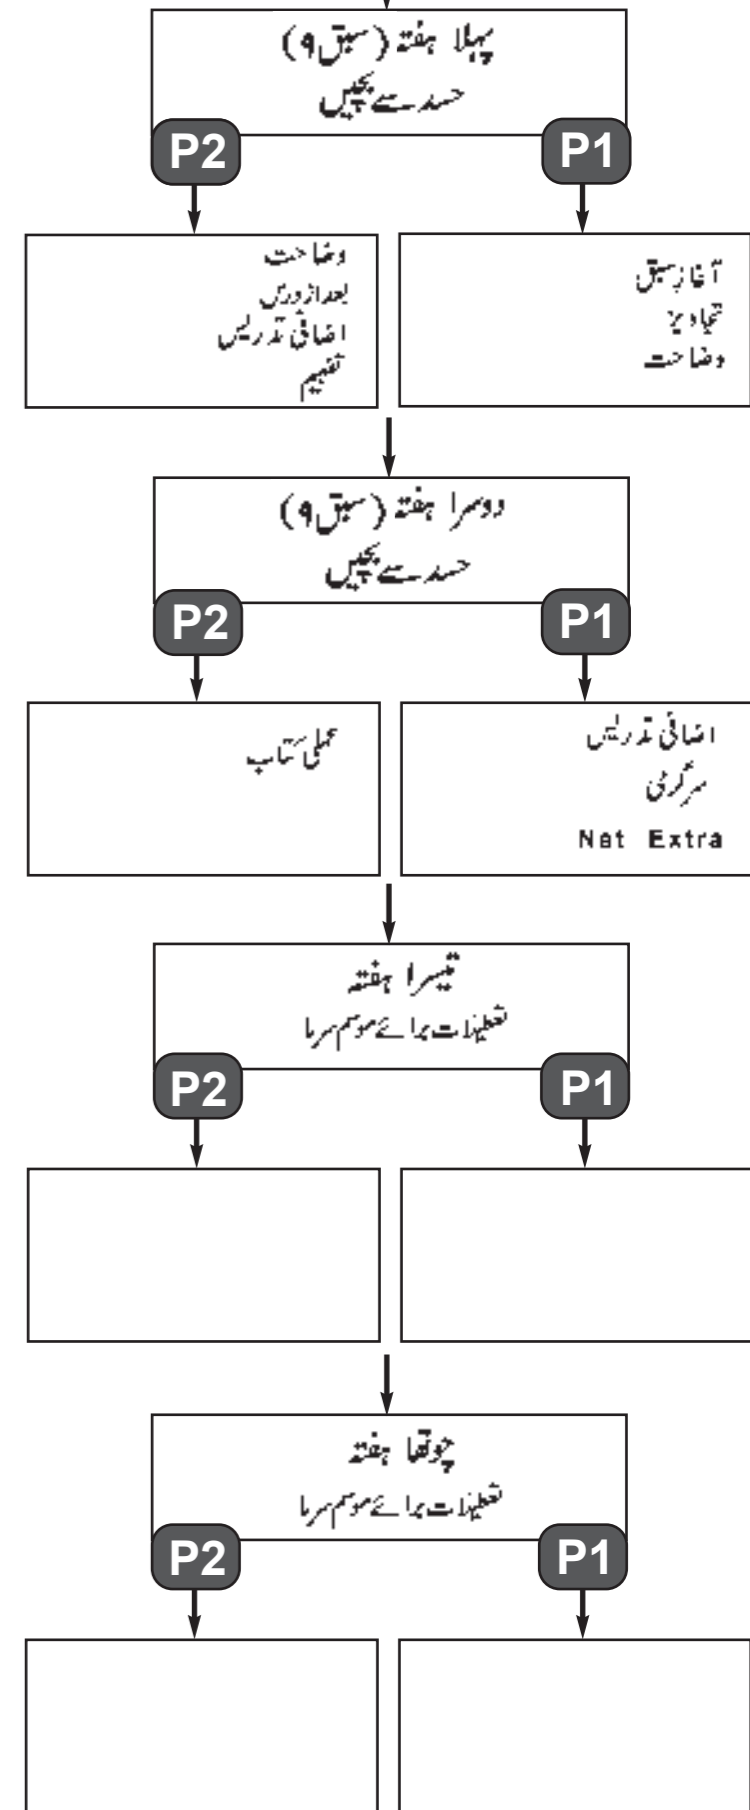 پہلا ہفتہ (سبق ۹)
حسد سے بچیں
P1
P2
آغازِ سبق
تجاویز
وضاحت
وضاحت
بعد از درس
اضافی تدریس
تفہیم
دوسرا ہفتہ (سبق ۹)
حسد سے بچیں
P1
P2
اضافی تدریس
سرگرمی
Net Extra
عملی کتاب
تیسرا ہفتہ
تعطیلات برائے موسم سرما
P1
P2
چوتھا ہفتہ
تعطیلات برائے موسم سرما
P1
P2